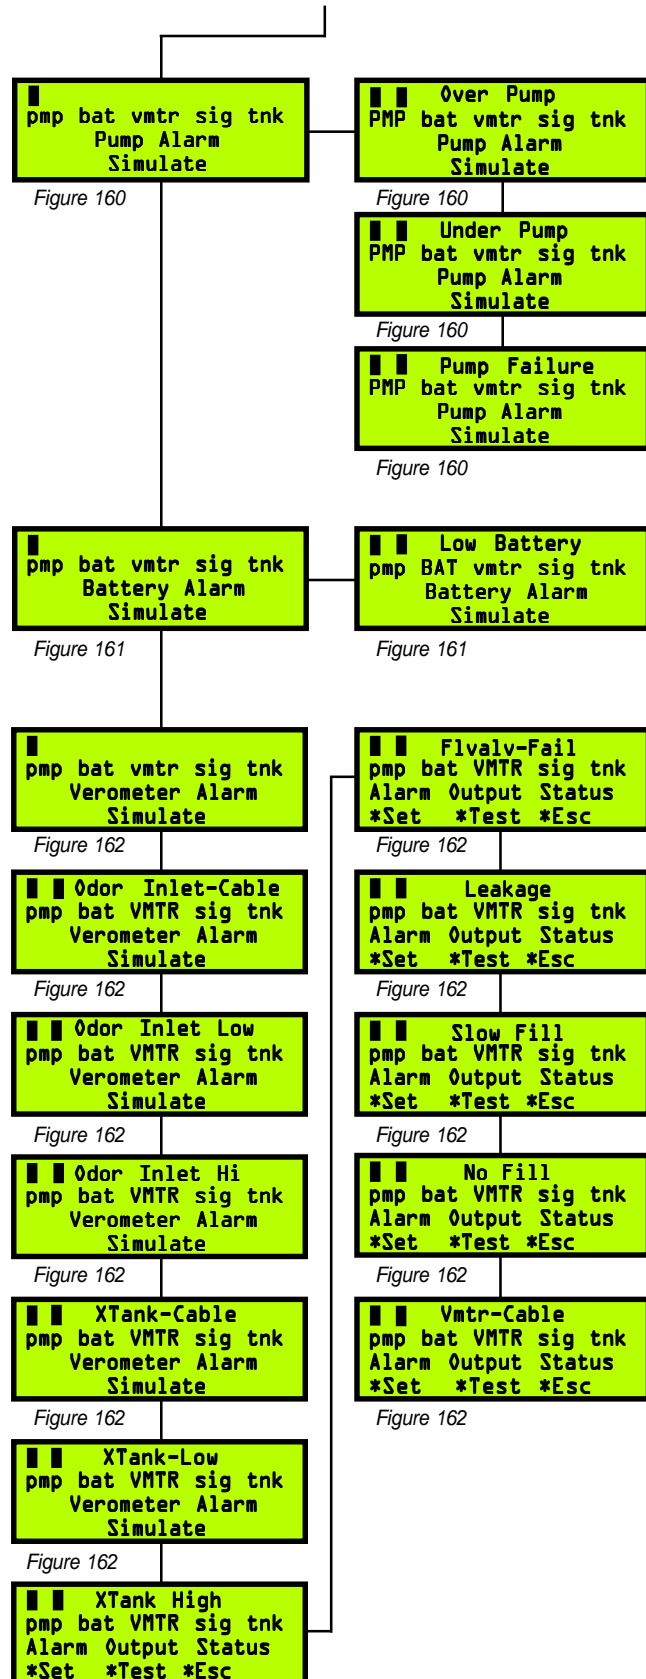 pmp bat vmtr sig tnk
Pump Alarm
Simulate
Figure 160
Over Pump
PMP bat vmtr sig tnk
Pump Alarm
Simulate
Figure 160
Under Pump
PMP bat vmtr sig tnk
Pump Alarm
Simulate
Figure 160
Pump Failure
PMP bat vmtr sig tnk
Pump Alarm
Simulate
Figure 160
pmp bat vmtr sig tnk
Battery Alarm
Simulate
Figure 161
Low Battery
pmp BAT vmtr sig tnk
Battery Alarm
Simulate
Figure 161
pmp bat vmtr sig tnk
Verometer Alarm
Simulate
Figure 162
Odor Inlet-Cable
pmp bat VMTR sig tnk
Verometer Alarm
Simulate
Figure 162
Odor Inlet Low
pmp bat VMTR sig tnk
Verometer Alarm
Simulate
Figure 162
Odor Inlet Hi
pmp bat VMTR sig tnk
Verometer Alarm
Simulate
Figure 162
XTank-Cable
pmp bat VMTR sig tnk
Verometer Alarm
Simulate
Figure 162
XTank-Low
pmp bat VMTR sig tnk
Verometer Alarm
Simulate
Figure 162
XTank High
pmp bat VMTR sig tnk
Alarm Output Status
*Set *Test *Esc
Flvalv-Fail
pmp bat VMTR sig tnk
Alarm Output Status
*Set *Test *Esc
Figure 162
Leakage
pmp bat VMTR sig tnk
Alarm Output Status
*Set *Test *Esc
Figure 162
Slow Fill
pmp bat VMTR sig tnk
Alarm Output Status
*Set *Test *Esc
Figure 162
No Fill
pmp bat VMTR sig tnk
Alarm Output Status
*Set *Test *Esc
Figure 162
Vmtr-Cable
pmp bat VMTR sig tnk
Alarm Output Status
*Set *Test *Esc
Figure 162